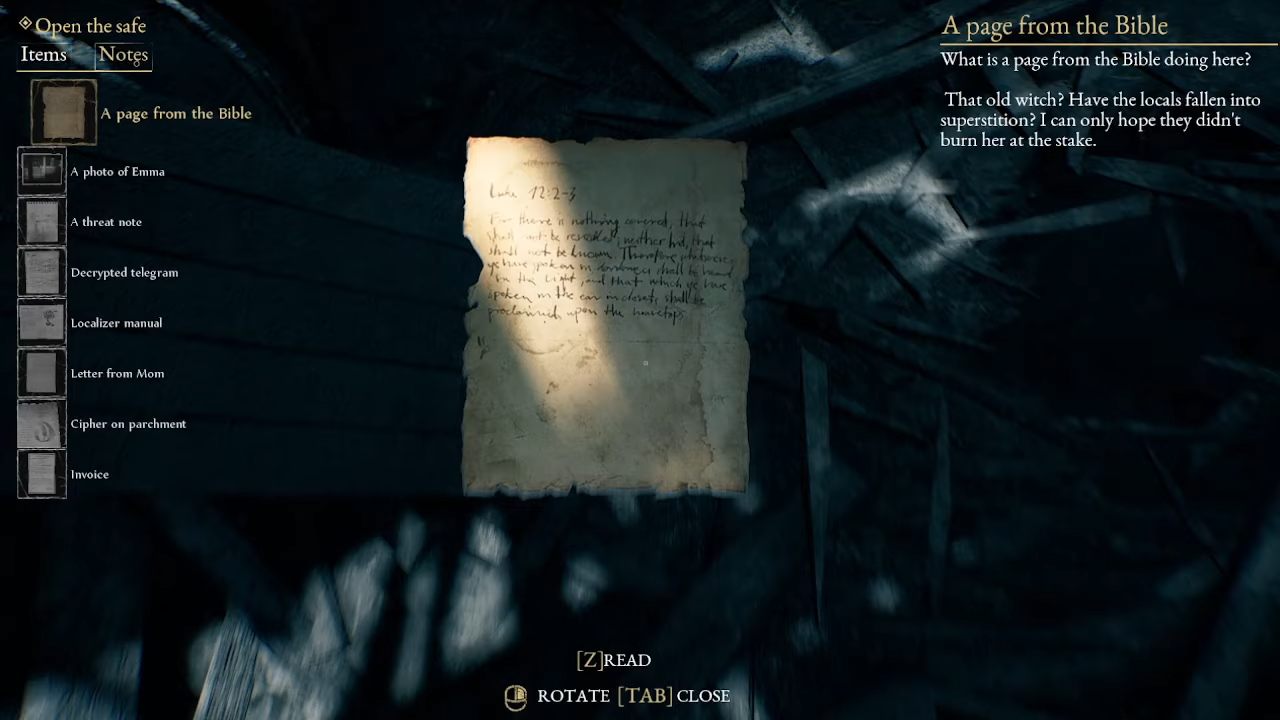 Open the safe
Items Notes
A page from the Bible
A photo of Emma
A threat note
Decrypted telegram
Localizer manual
Letter from Mom
Cipher on parchment
Invoice
Luke 12:2-3
For there is nothing covered, that
shall not be revealed; neither hid, that
shall not be known. Therefore whatsoever
ye have spoken in darkness shall be heard
in the light, and that which ye have
spoken in the ear in closets, shall be
proclaimed upon the housetops
A page from the Bible
What is a page from the Bible doing here?
That old witch? Have the locals fallen into
superstition? I can only hope they didn't
burn her at the stake.
[Z]READ
ROTATE [TAB] CLOSE